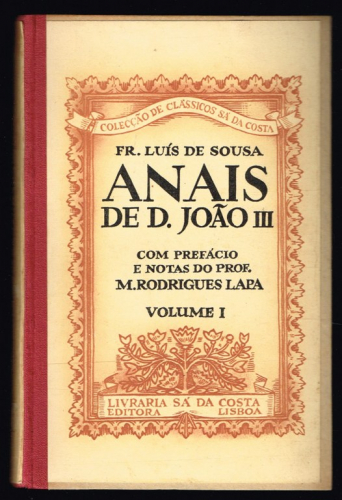 COLECÇÃO DE CLÁSSICOS SÁ DA COSTA
FR. LUÍS DE SOUSA
ANAIS
DE D. JOÃO III
COM PREFÁCIO
E NOTAS DO PROF.
M. RODRIGUES LAPA
VOLUME I
LIVRARIA SÁ DA COSTA
EDITORA LISBOA